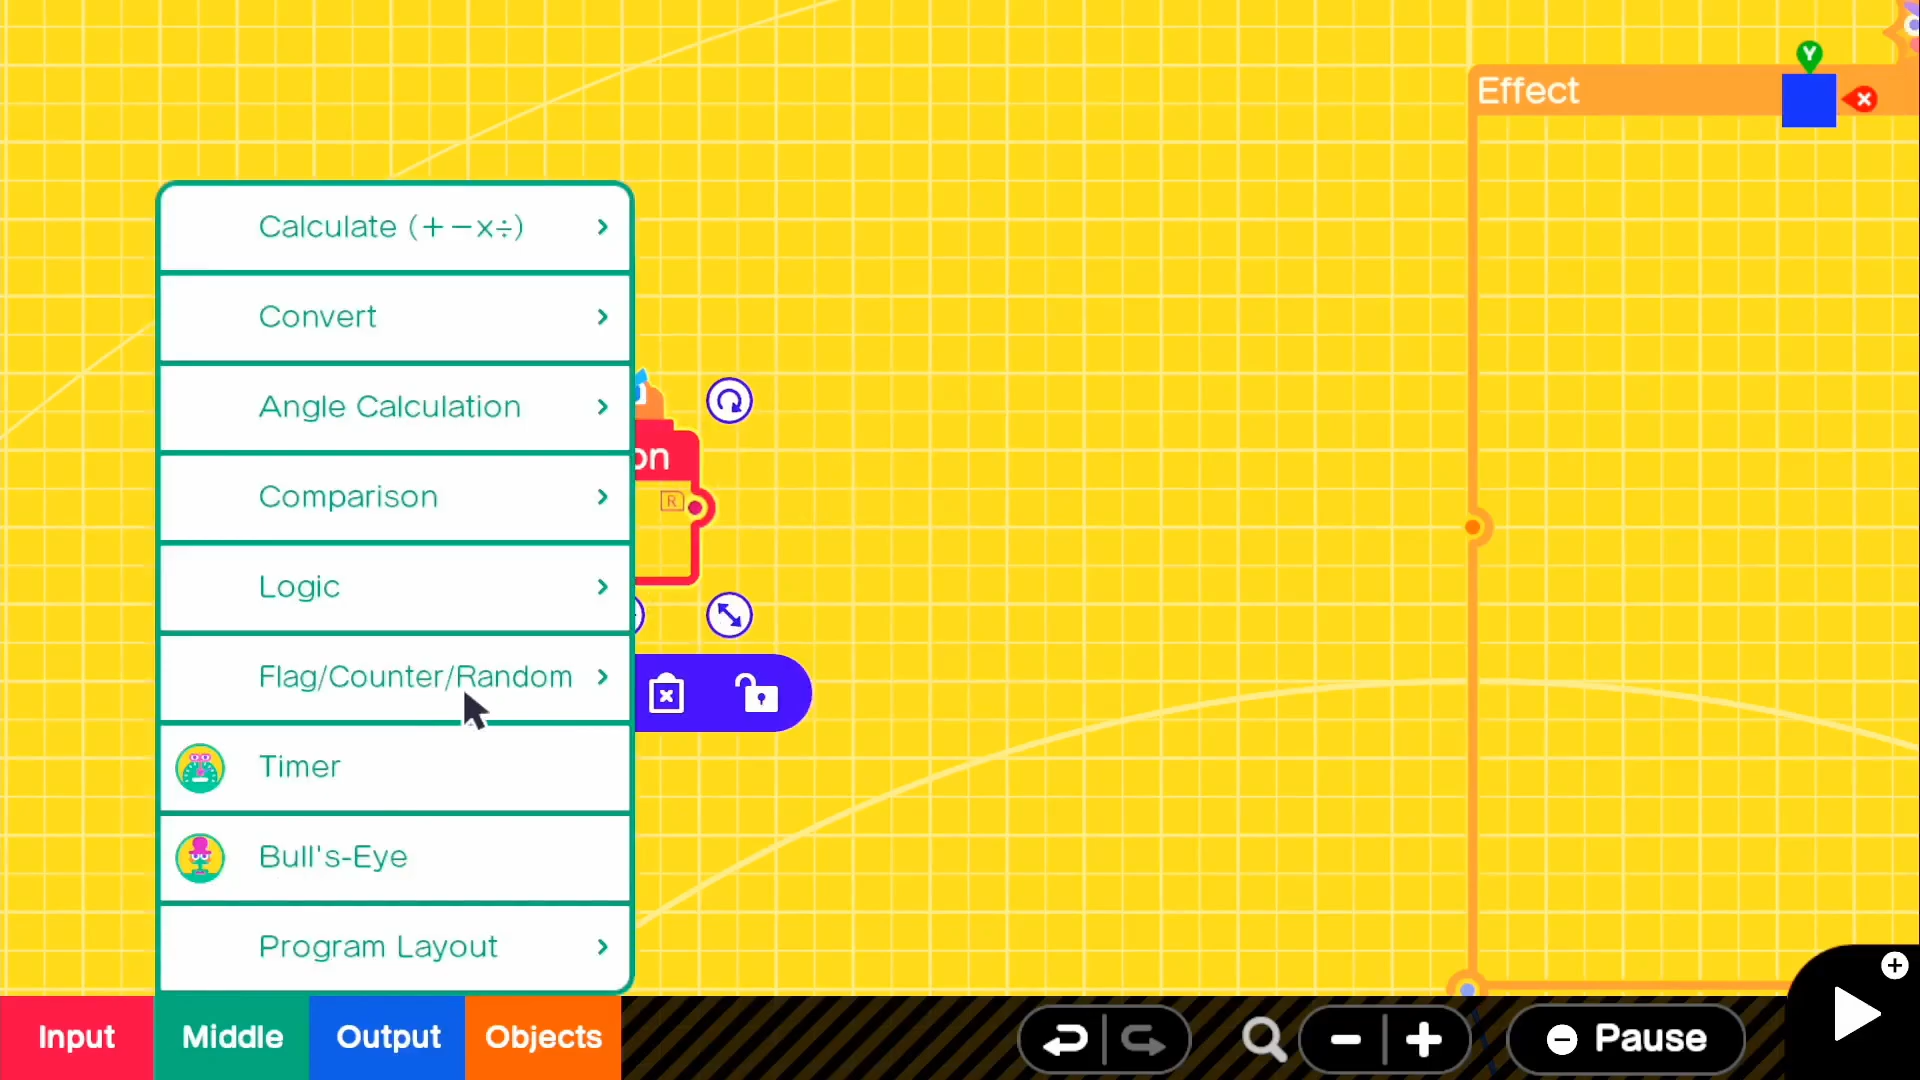 Y
Effect
x
Calculate (+−x÷)
Convert
Angle Calculation
Comparison
on
R
Logic
Flag/Counter/Random
Timer
Bull's-Eye
Program Layout
Input
Middle
Output
Objects
Pause